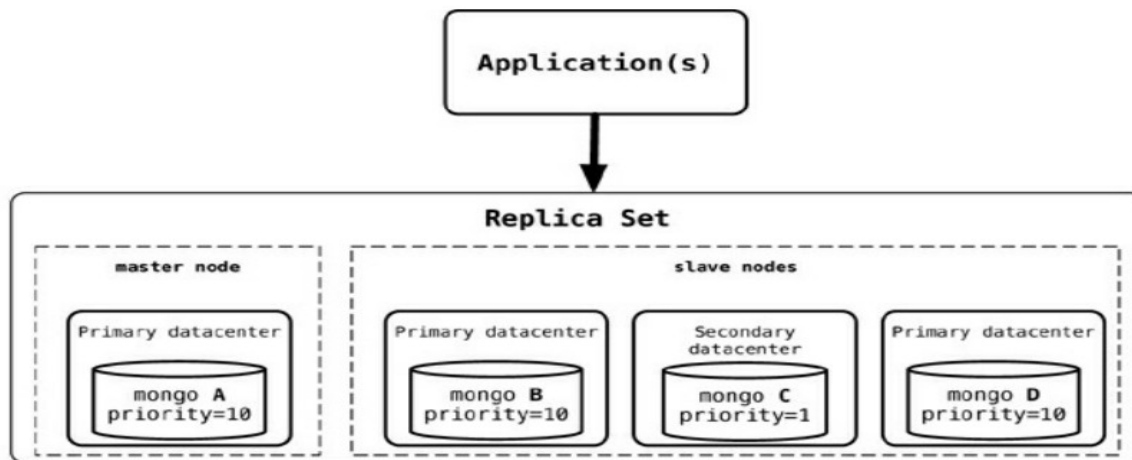 Application(s)
Replica Set
master node
slave nodes
Primary datacenter
mongo A
priority=10
Primary datacenter
mongo B
priority=10
Secondary
datacenter
mongo C
priority=1
Primary datacenter
mongo D
priority=10